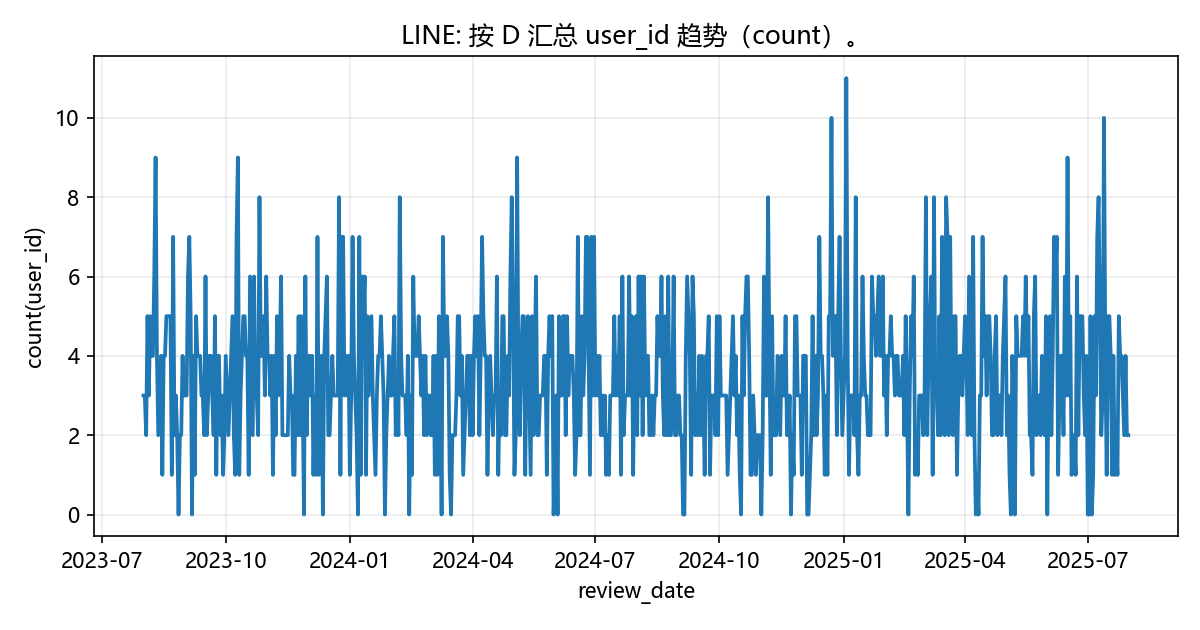 LINE: 按 D 汇总 user_id 趋势（count）。
count(user_id)
10
8
6
4
2
0
2023-07 2023-10 2024-01 2024-04 2024-07 2024-10 2025-01 2025-04 2025-07
review_date